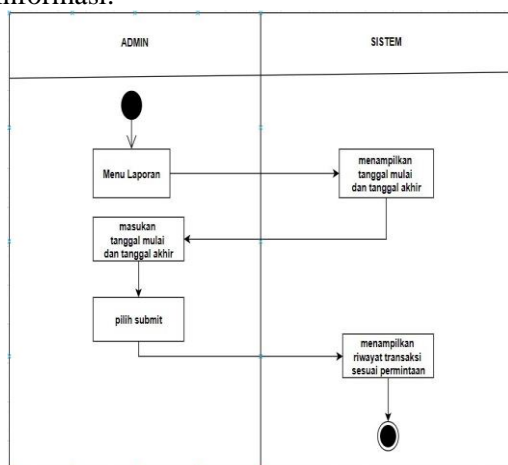 informasi.
ADMIN
SISTEM
Menu Laporan
menampilkan
tanggal mulai
dan tanggal akhir
masukan
tanggal mulai
dan tanggal akhir
pilih submit
menampilkan
riwayat transaksi
sesuai permintaan